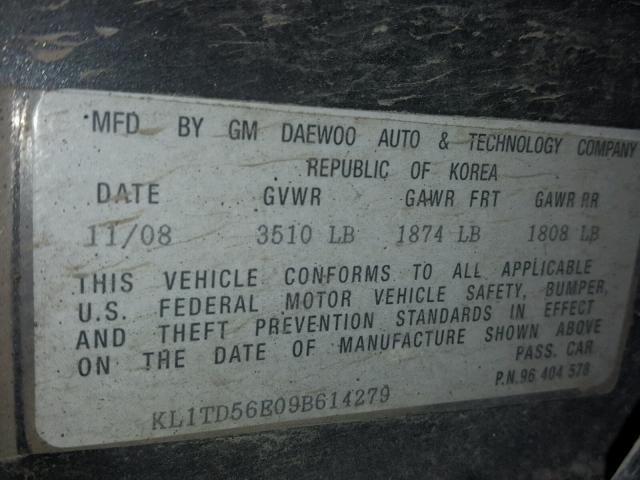 MFD BY GM DAEWOO AUTO & TECHNOLOGY COMPANY
REPUBLIC OF KOREA
DATE GVWR GAWR FRT GAWR RR
11/08 3510 LB 1874 LB 1808 LB
THIS VEHICLE CONFORMS TO ALL APPLICABLE
U.S. FEDERAL MOTOR VEHICLE SAFETY, BUMPER,
AND THEFT PREVENTION STANDARDS IN EFFECT
ON THE DATE OF MANUFACTURE SHOWN ABOVE
PASS. CAR
P.N. 96 404 578
KL1TD56E09B614279